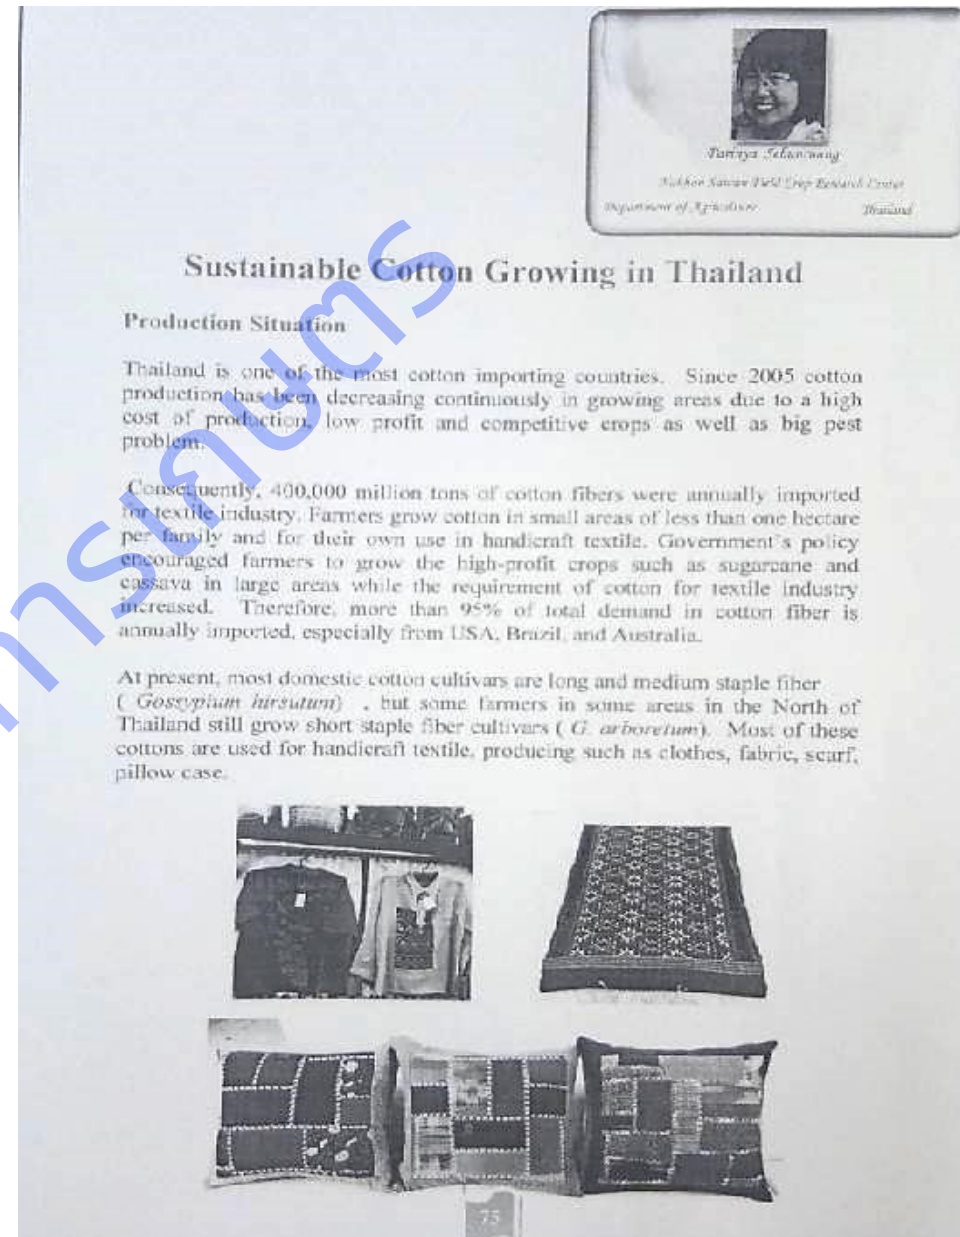 Nakhon Sawan Field Crop Research Center
Department of Agriculture Thailand
Sustainable Cotton Growing in Thailand
Production Situation
Thailand is one of the most cotton importing countries. Since 2005 cotton
production has been decreasing continuously in growing areas due to a high
cost of production, low profit and competitive crops as well as big pest
problem.
Consequently, 400,000 million tons of cotton fibers were annually imported
for textile industry. Farmers grow cotton in small areas of less than one hectare
per family and for their own use in handicraft textile. Government's policy
encouraged farmers to grow the high-profit crops such as sugarcane and
cassava in large areas while the requirement of cotton for textile industry
increased. Therefore, more than 95% of total demand in cotton fiber is
annually imported, especially from USA, Brazil, and Australia.
At present, most domestic cotton cultivars are long and medium staple fiber
( Gossypium hirsutum) , but some farmers in some areas in the North of
Thailand still grow short staple fiber cultivars ( G. arboretum). Most of these
cottons are used for handicraft textile, producing such as clothes, fabric, scarf,
pillow case.
75